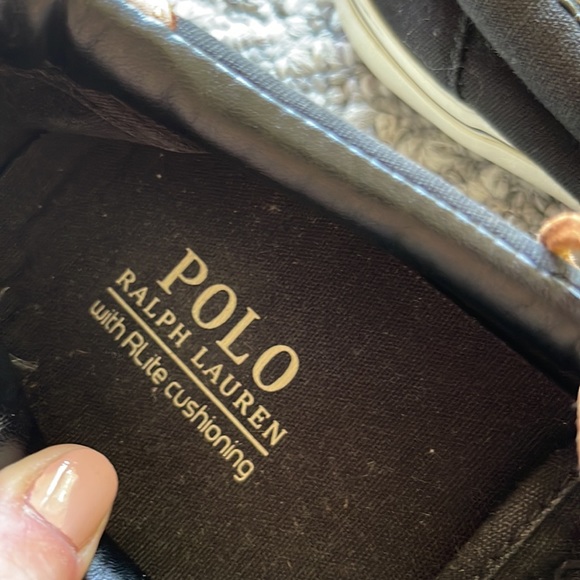 POLO
RALPH LAUREN
with RLite cushioning